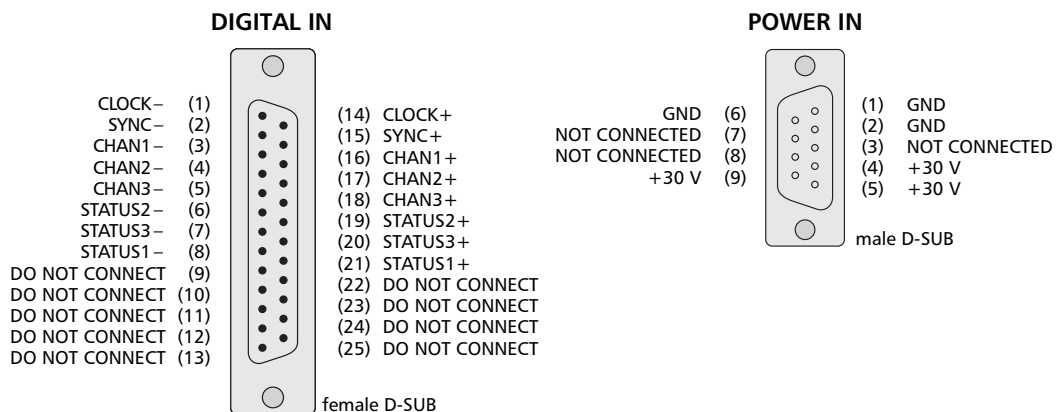 DIGITAL IN
CLOCK– (1)
SYNC– (2)
CHAN1– (3)
CHAN2– (4)
CHAN3– (5)
STATUS2– (6)
STATUS3– (7)
STATUS1– (8)
DO NOT CONNECT (9)
DO NOT CONNECT (10)
DO NOT CONNECT (11)
DO NOT CONNECT (12)
DO NOT CONNECT (13)
(14) CLOCK+
(15) SYNC+
(16) CHAN1+
(17) CHAN2+
(18) CHAN3+
(19) STATUS2+
(20) STATUS3+
(21) STATUS1+
(22) DO NOT CONNECT
(23) DO NOT CONNECT
(24) DO NOT CONNECT
(25) DO NOT CONNECT
female D-SUB
POWER IN
GND (6)
NOT CONNECTED (7)
NOT CONNECTED (8)
+30 V (9)
(1) GND
(2) GND
(3) NOT CONNECTED
(4) +30 V
(5) +30 V
male D-SUB